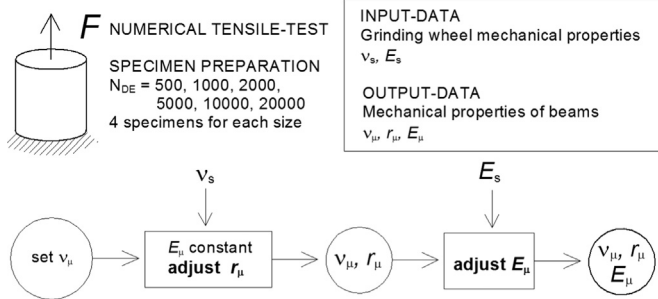 F NUMERICAL TENSILE-TEST
SPECIMEN PREPARATION
N_DE = 500, 1000, 2000,
5000, 10000, 20000
4 specimens for each size
INPUT-DATA
Grinding wheel mechanical properties
ν_s, E_s
OUTPUT-DATA
Mechanical properties of beams
ν_μ, r_μ, E_μ
ν_s
E_s
set ν_μ
E_μ constant
adjust r_μ
ν_μ, r_μ
adjust E_μ
ν_μ, r_μ
E_μ